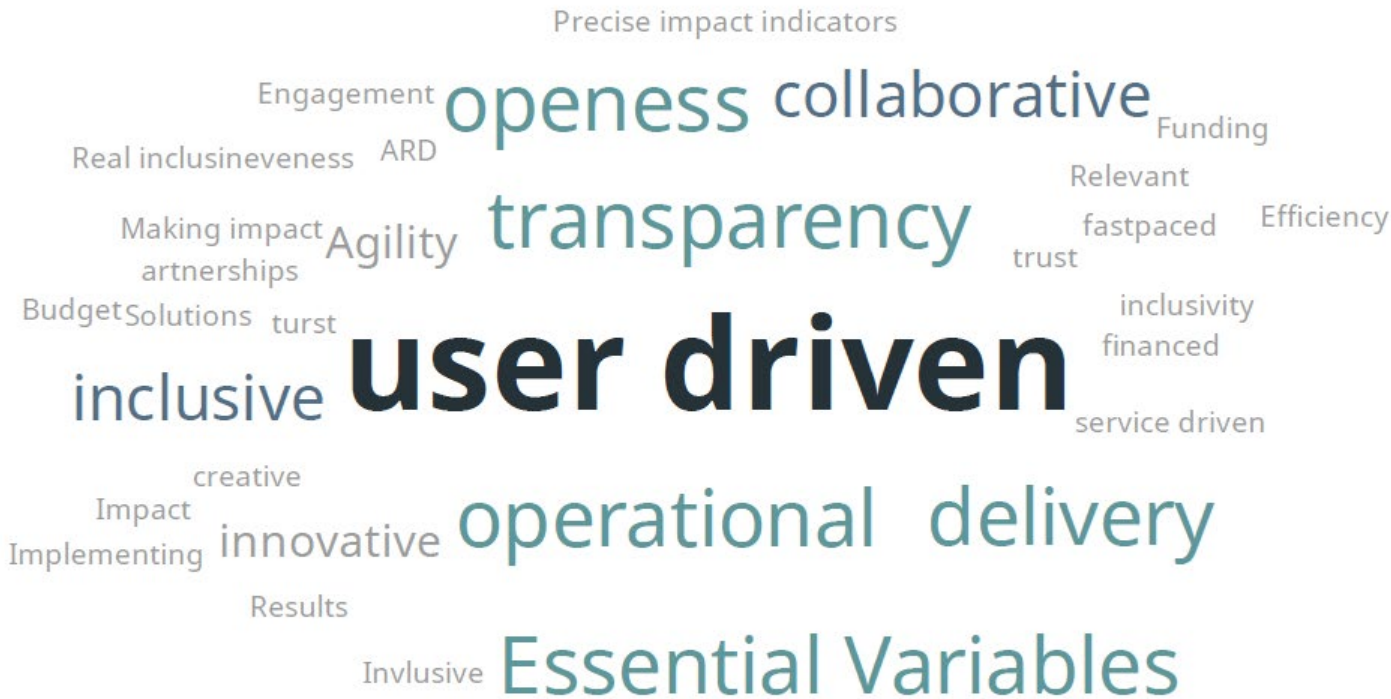 Precise impact indicators
Engagement
openess
collaborative
Funding
Real inclusineveness
ARD
Relevant
Making impact
Agility
transparency
fastpaced
Efficiency
artnerships
trust
Budget
Solutions
turst
user driven
inclusivity
financed
inclusive
service driven
creative
Impact
innovative
operational
delivery
Implementing
Results
Invlusive
Essential Variables